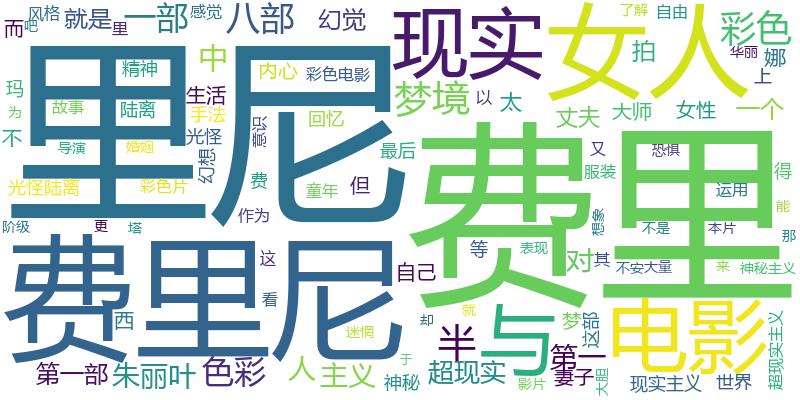 风格
感觉
里
了解
自由
而
吧
就是
一部
八部
幻觉
现实
女人
彩色
拍
娜
华丽
上
里尼
精神
中
内心
彩色电影
梦境
以
太
丈夫
大师
女性
一个
玛
故事
陆离
生活
手法
回忆
意识
为
不
导演
婚姻
光怪
幻想
最后
费里
又
恐惧
服装
运用
得
光怪陆离
彩色片
费
童年
但
作为
想象
不是
本片
能
那
阶级
更
塔
费里尼
这
看
等
表现
对
其
不安大量
来
神秘主义
自己
与
电影
西
迷惘
却
就
半
梦
这部
第一
妻子
大胆
超现实主义
第一部
朱丽叶
色彩
人
主义
神秘
于
超现实
影片
现实主义
世界